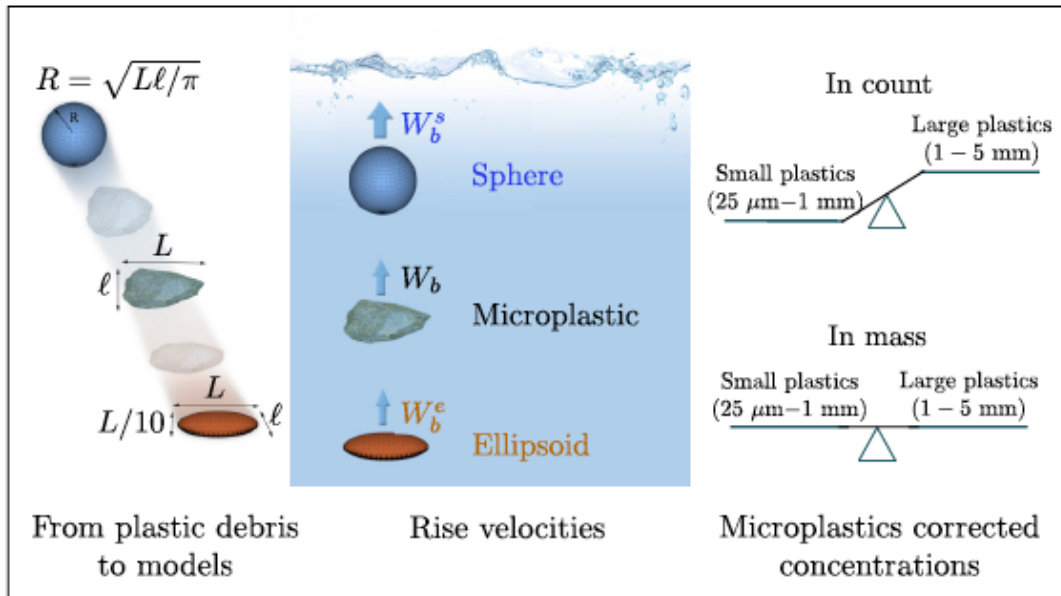 R = √Lℓ/π
R
L
ℓ
L
L/10
ℓ
From plastic debris
to models
W_b^s
Sphere
W_b
Microplastic
W_b^e
Ellipsoid
Rise velocities
In count
Large plastics
(1 – 5 mm)
Small plastics
(25 μm–1 mm)
In mass
Small plastics
(25 μm–1 mm)
Large plastics
(1 – 5 mm)
Microplastics corrected
concentrations